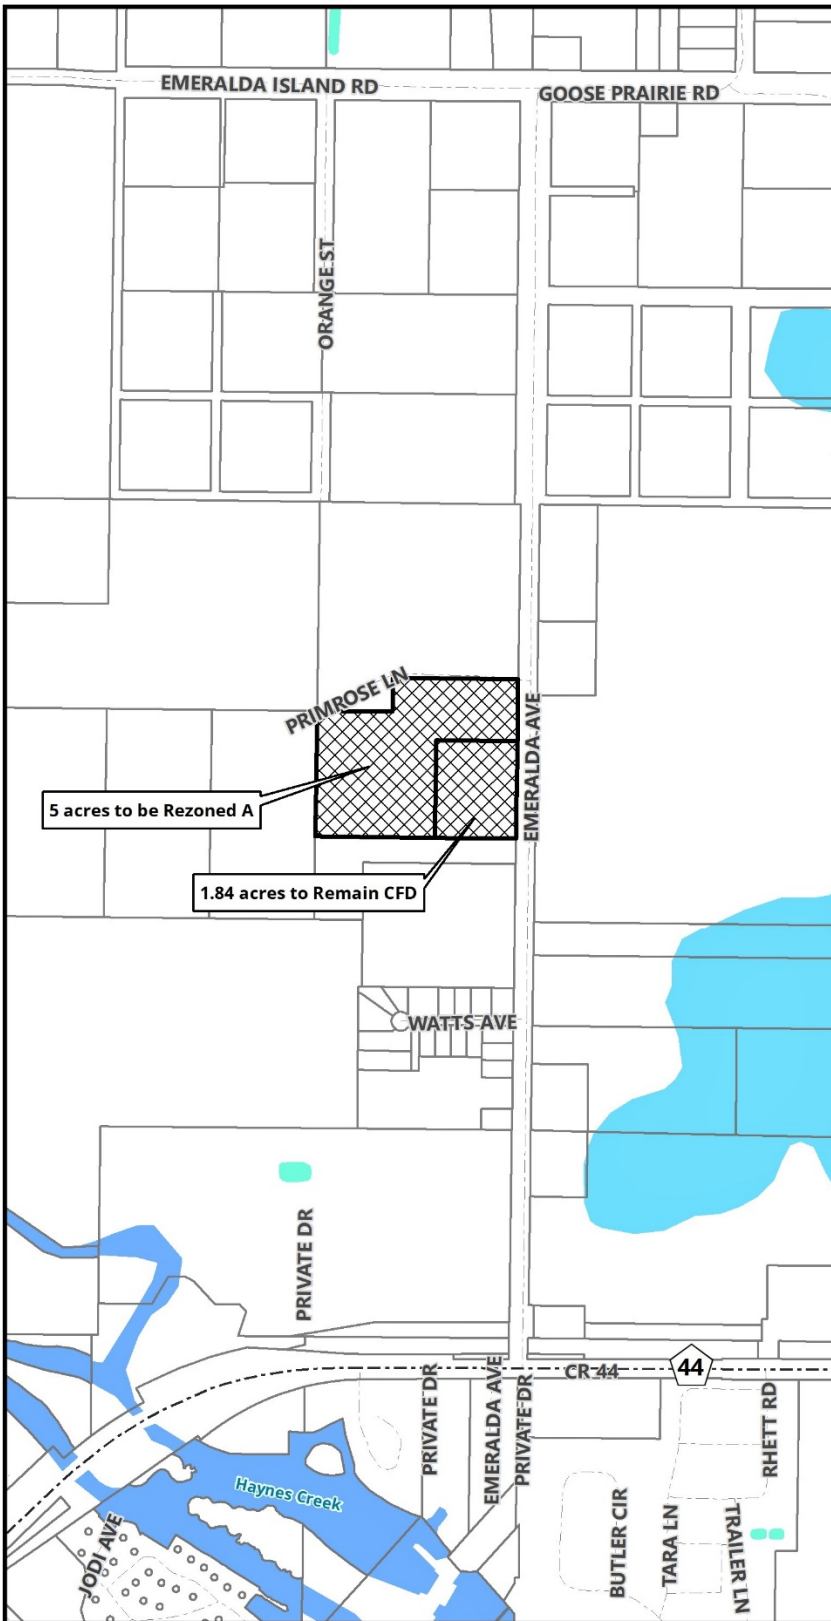 EMERALDA ISLAND RD
GOOSE PRAIRIE RD
ORANGE ST
PRIMROSE LN
EMERALDA AVE
5 acres to be Rezoned A
1.84 acres to Remain CFD
WATTS AVE
PRIVATE DR
CR 44
44
PRIVATE DR
EMERALDA AVE
PRIVATE DR
RHETT RD
Haynes Creek
JODI AVE
BUTLER CIR
TARA LN
TRAILER LN